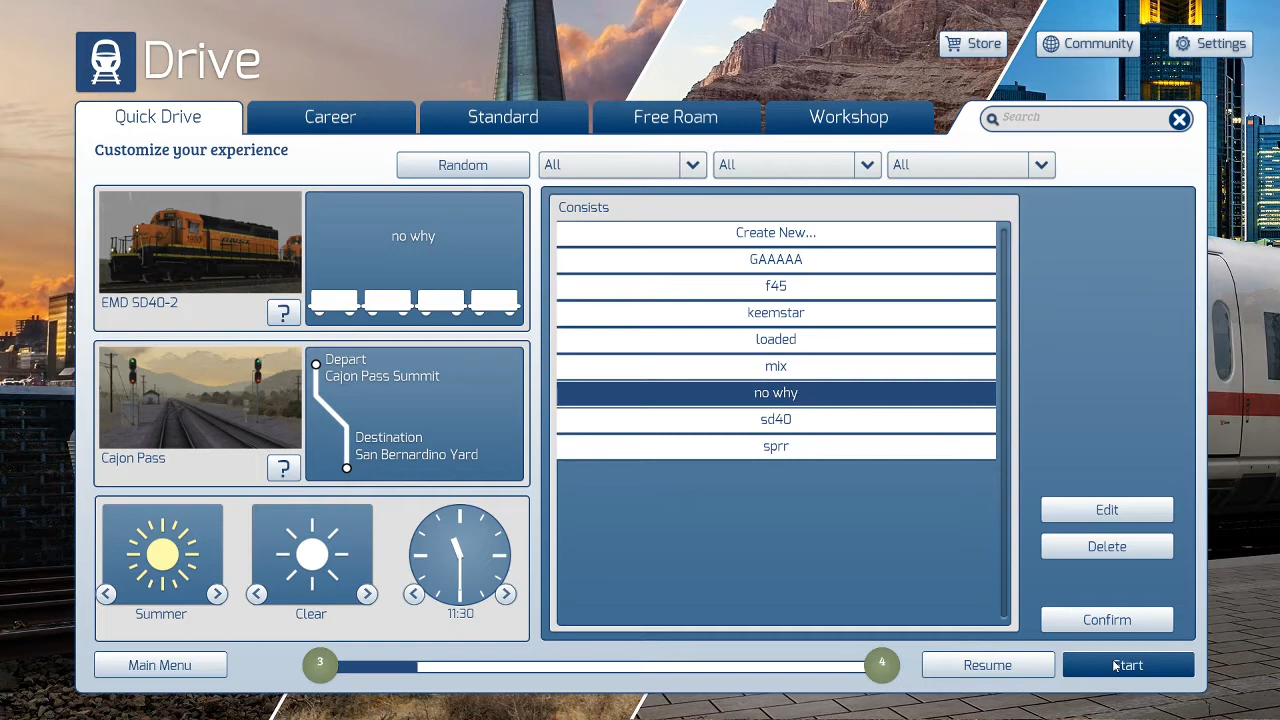 Drive
Store
Community
Settings
Quick Drive
Career
Standard
Free Roam
Workshop
Search
Customize your experience
Random
All
All
All
no why
EMD SD40-2
?
Consists
Create New...
GAAAAA
f45
keemstar
loaded
mix
no why
sd40
sprr
Depart
Cajon Pass Summit
Destination
San Bernardino Yard
Cajon Pass
?
Summer
Clear
11:30
Edit
Delete
Confirm
Main Menu
3
4
Resume
Start